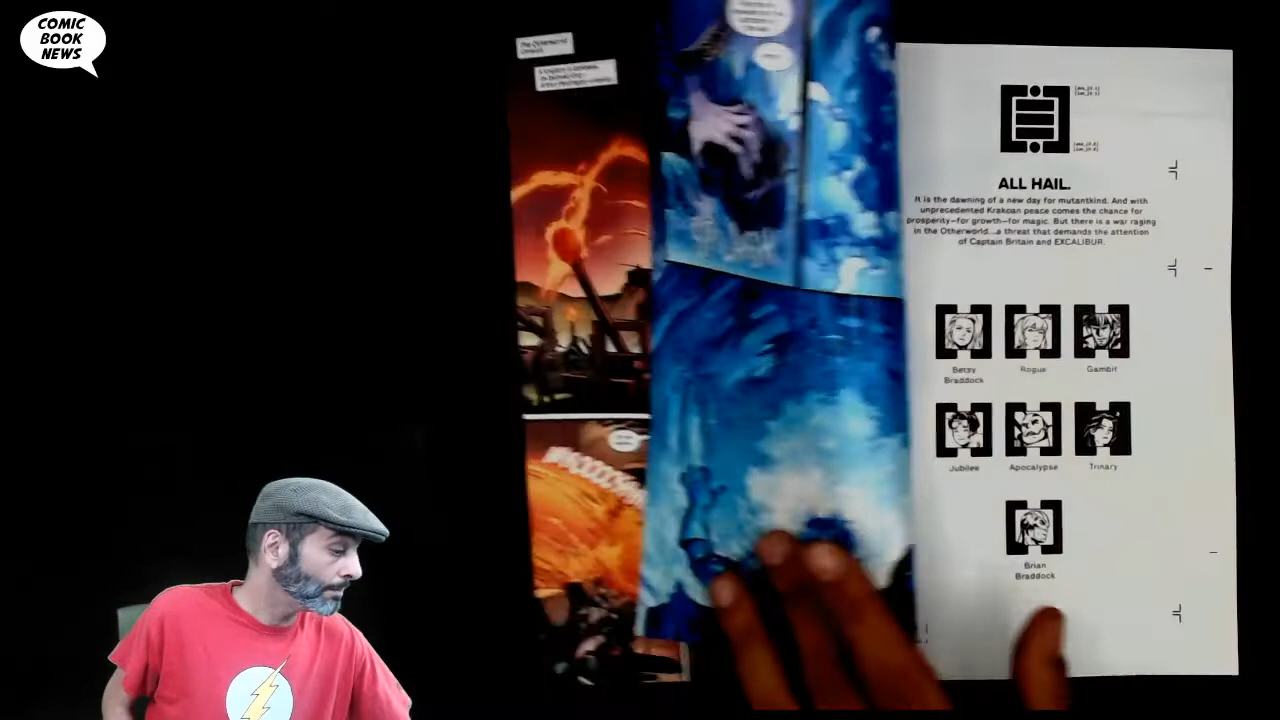 COMIC
BOOK
NEWS
The Otherworld
ALL HAIL.
It is the dawning of a new day for mutantkind. And with
unprecedented Krakoan peace comes the chance for
prosperity—for growth—for magic. But there is a war raging
in the Otherworld...a threat that demands the attention
of Captain Britain and EXCALIBUR.
Betsy
Braddock
Rogue
Gambit
Jubilee
Apocalypse
Trinary
Brian
Braddock